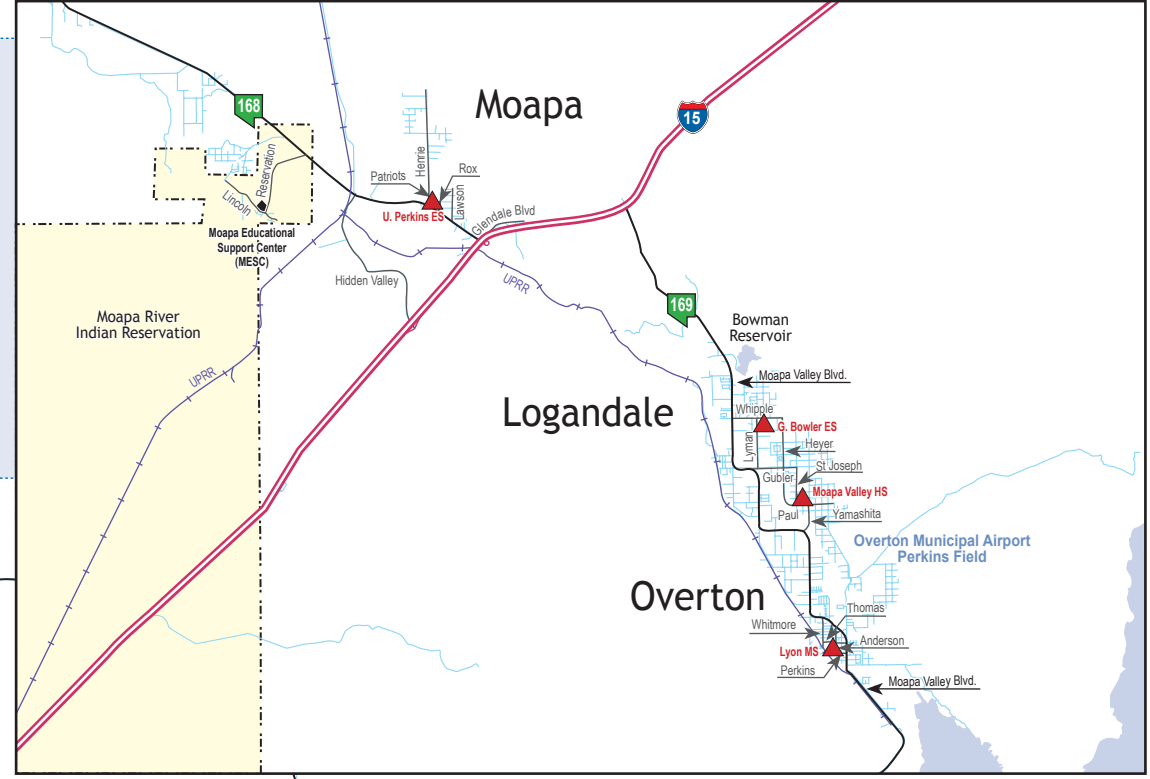 Moapa
168
15
Henrie
Patriots
Rox
Lawson
Reservation
Lincoln
U. Perkins ES
Glendale Blvd
Moapa Educational
Support Center
(MESC)
Hidden Valley
UPRR
169
Moapa River
Indian Reservation
Bowman
Reservoir
UPRR
Moapa Valley Blvd.
Logandale
Whipple
G. Bowler ES
Lyman
Heyer
St Joseph
Gubler
Moapa Valley HS
Paul
Yamashita
Overton Municipal Airport
Perkins Field
Overton
Thomas
Whitmore
Anderson
Lyon MS
Perkins
Moapa Valley Blvd.